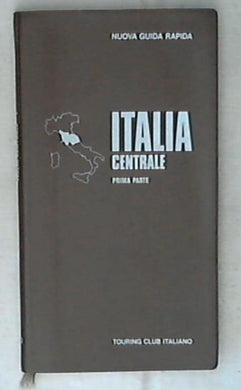 NUOVA GUIDA RAPIDA
ITALIA
CENTRALE
PRIMA PARTE
TOURING CLUB ITALIANO